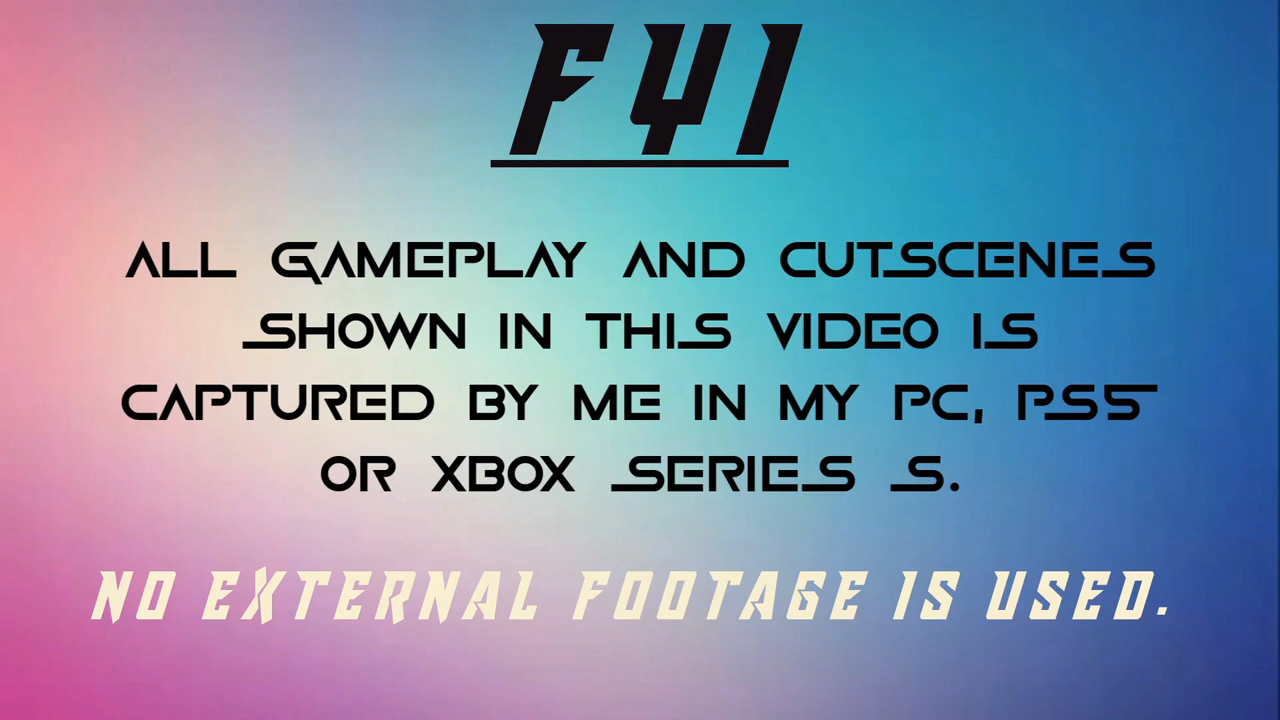 FYI
ALL GAMEPLAY AND CUTSCENES
SHOWN IN THIS VIDEO IS
CAPTURED BY ME IN MY PC, PS5
OR XBOX SERIES S.
NO EXTERNAL FOOTAGE IS USED.